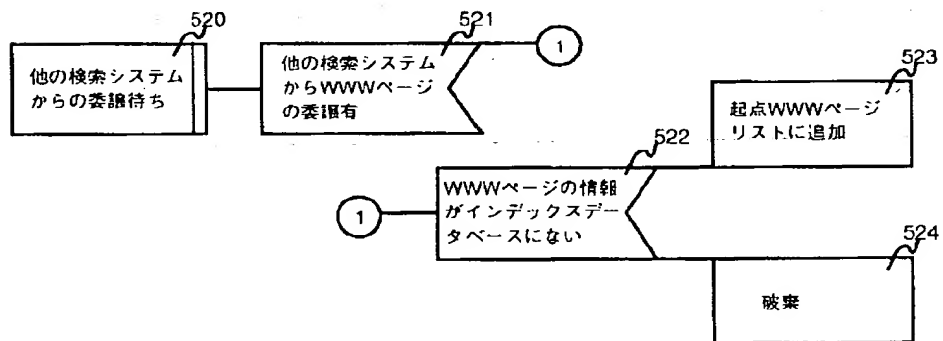 520
他の検索システム
からの委譲待ち
521
他の検索システム
からWWWページ
の委譲有
1
523
起点WWWページ
リストに追加
522
1
WWWページの情報
がインデックスデー
タベースにない
524
破棄